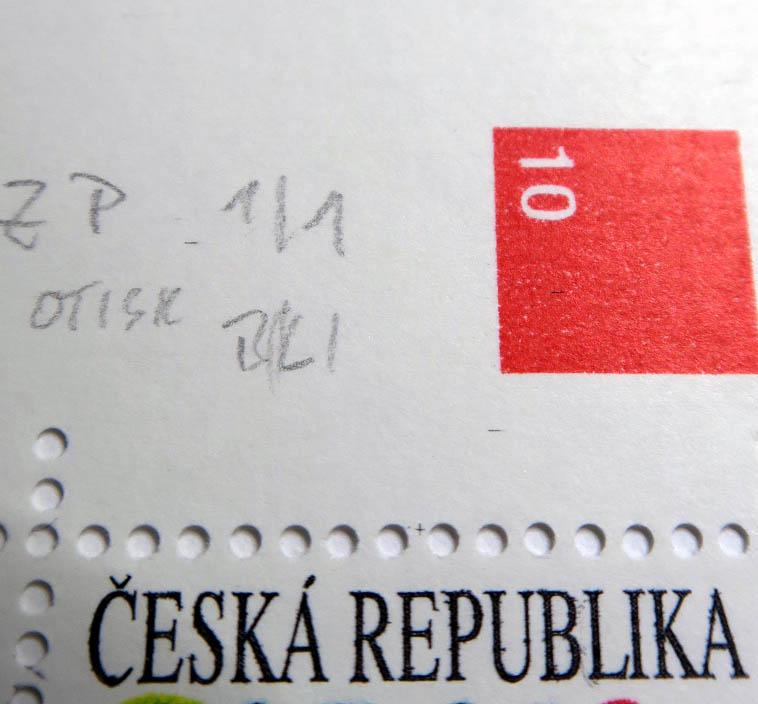 10
ZP 1/1
OTISK
ČESKÁ REPUBLIKA